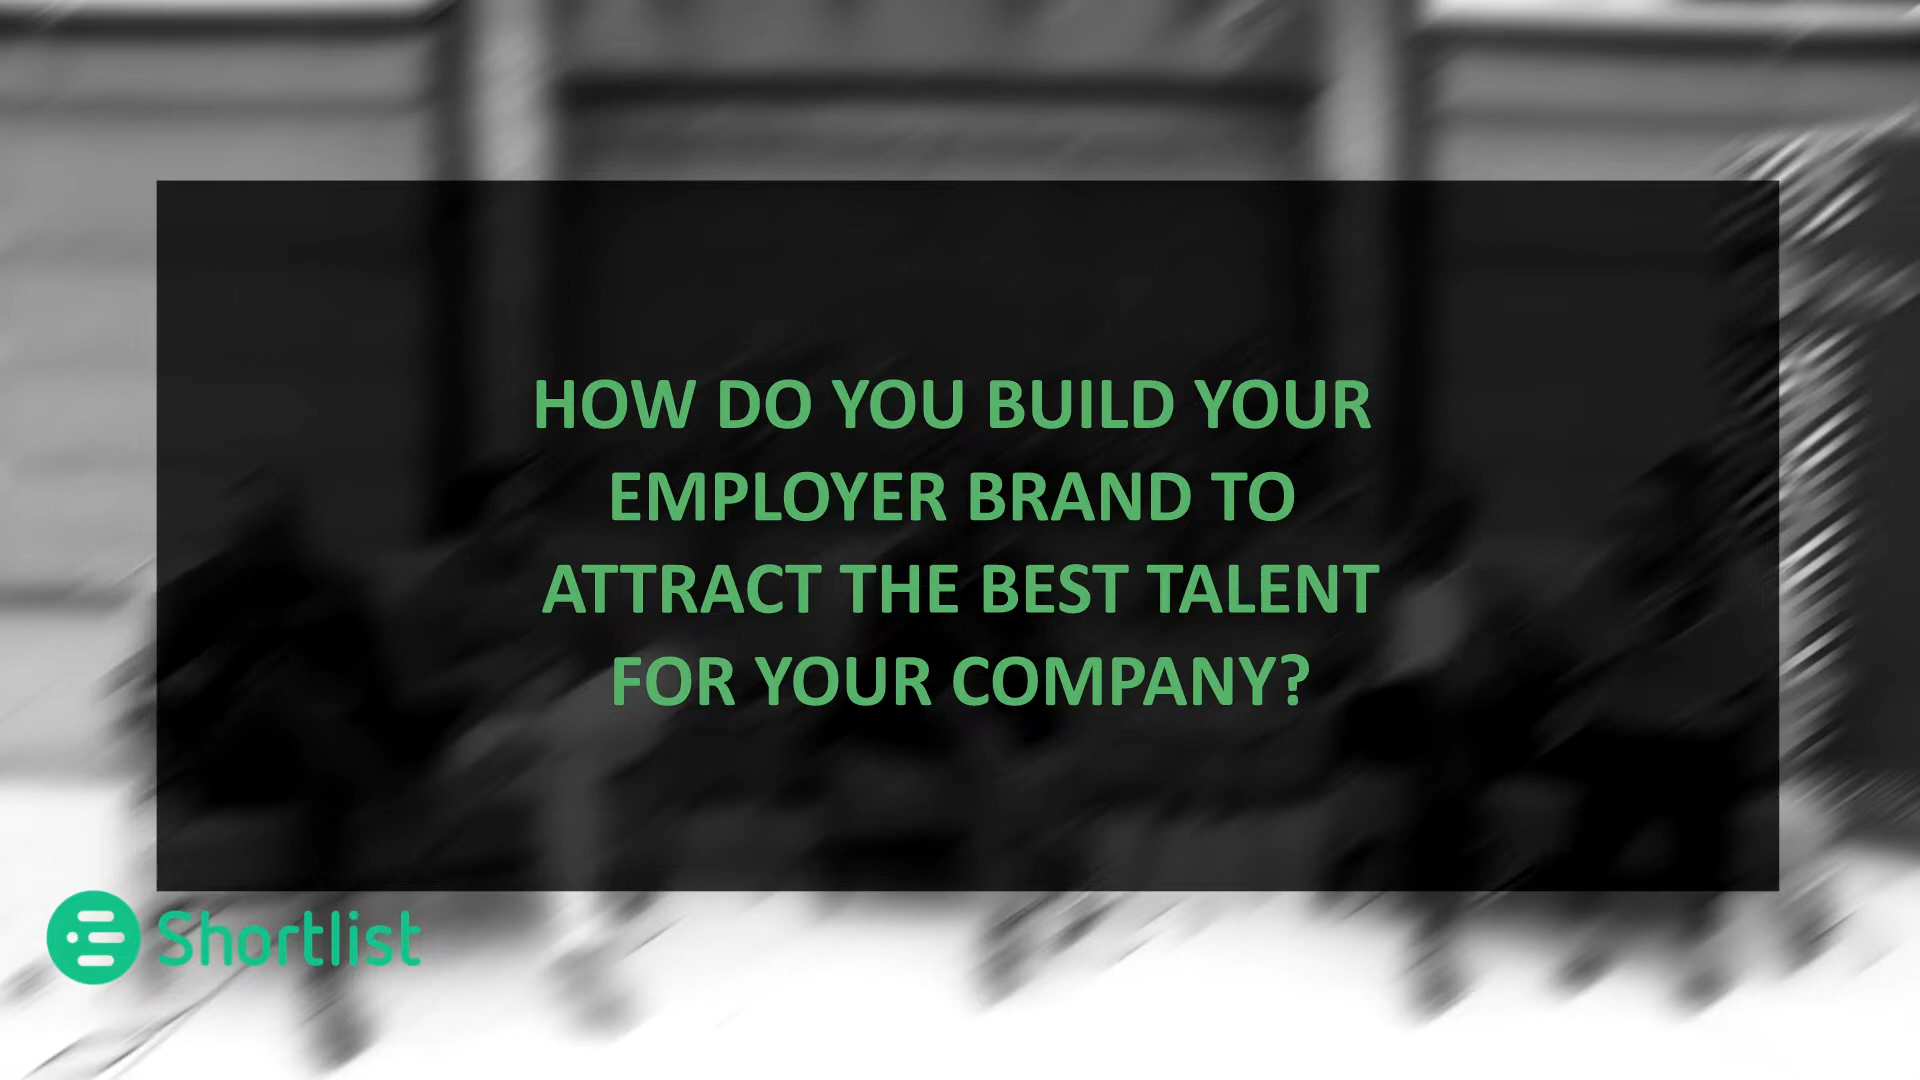 HOW DO YOU BUILD YOUR
EMPLOYER BRAND TO
ATTRACT THE BEST TALENT
FOR YOUR COMPANY?
Shortlist